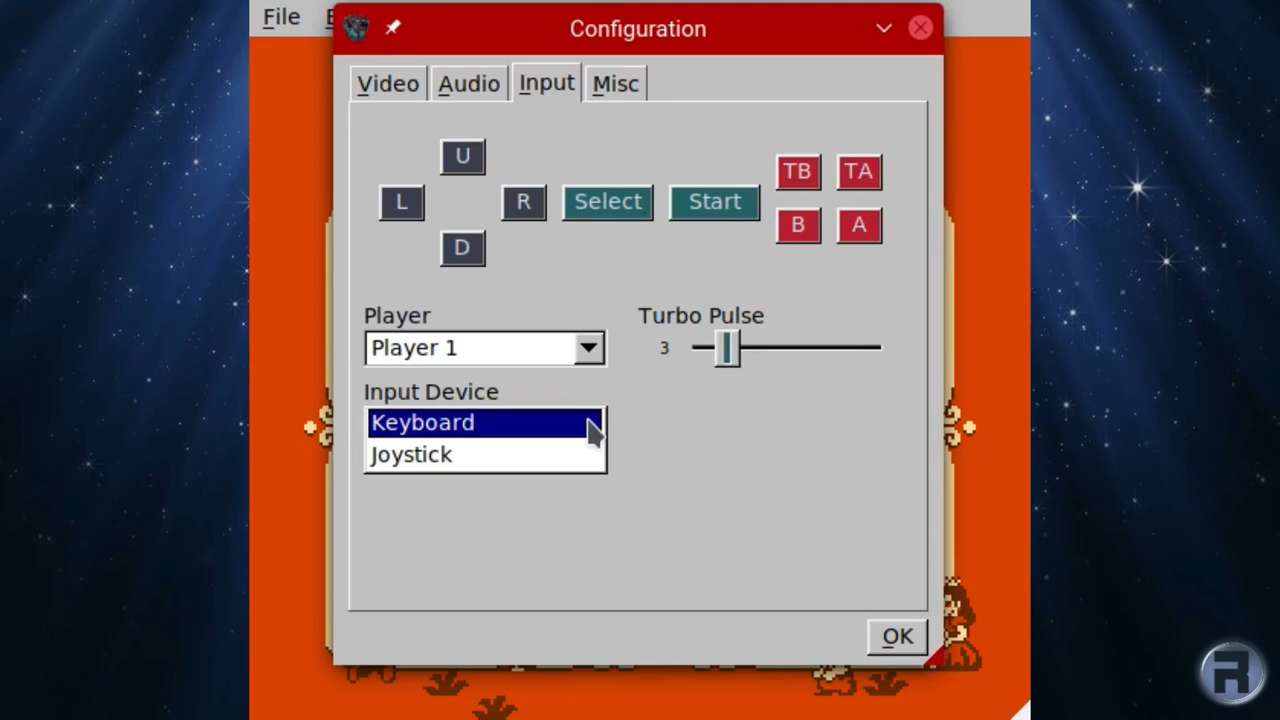 File
Configuration
Video Audio Input Misc
U
L R Select Start
D
TB TA
B A
Player
Player 1
Turbo Pulse
3
Input Device
Keyboard
Joystick
OK
R